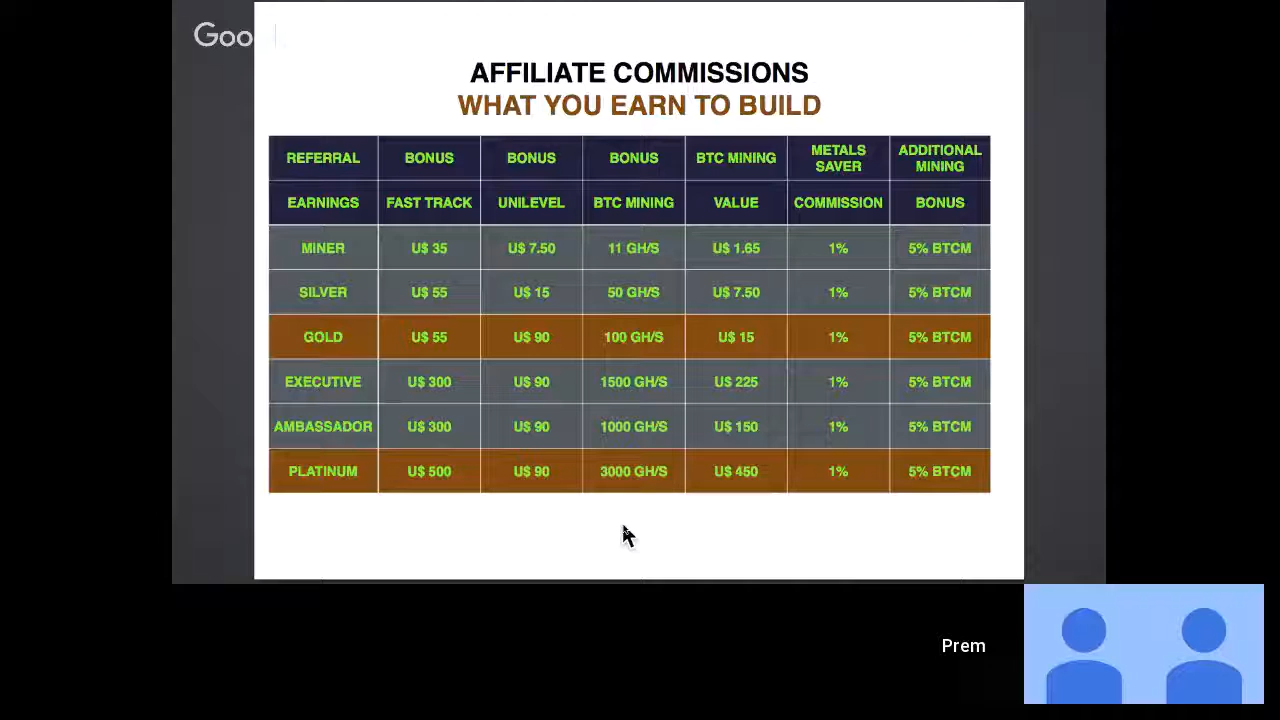 Goo
AFFILIATE COMMISSIONS
WHAT YOU EARN TO BUILD
REFERRAL BONUS BONUS BONUS BTC MINING METALS SAVER ADDITIONAL MINING
EARNINGS FAST TRACK UNILEVEL BTC MINING VALUE COMMISSION BONUS
MINER U$ 35 U$ 7.50 11 GH/S U$ 1.65 1% 5% BTCM
SILVER U$ 55 U$ 15 50 GH/S U$ 7.50 1% 5% BTCM
GOLD U$ 55 U$ 90 100 GH/S U$ 15 1% 5% BTCM
EXECUTIVE U$ 300 U$ 90 1500 GH/S U$ 225 1% 5% BTCM
AMBASSADOR U$ 300 U$ 90 1000 GH/S U$ 150 1% 5% BTCM
PLATINUM U$ 500 U$ 90 3000 GH/S U$ 450 1% 5% BTCM
Prem